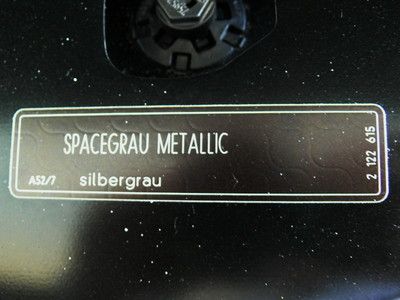 SPACEGRAU METALLIC
A52/7 silbergrau
2 122 615